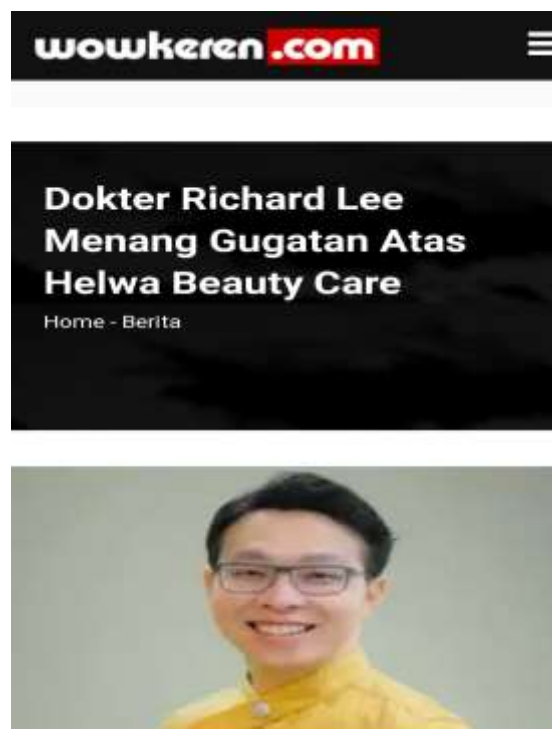 wowkeren.com
Dokter Richard Lee
Menang Gugatan Atas
Helwa Beauty Care
Home - Berita